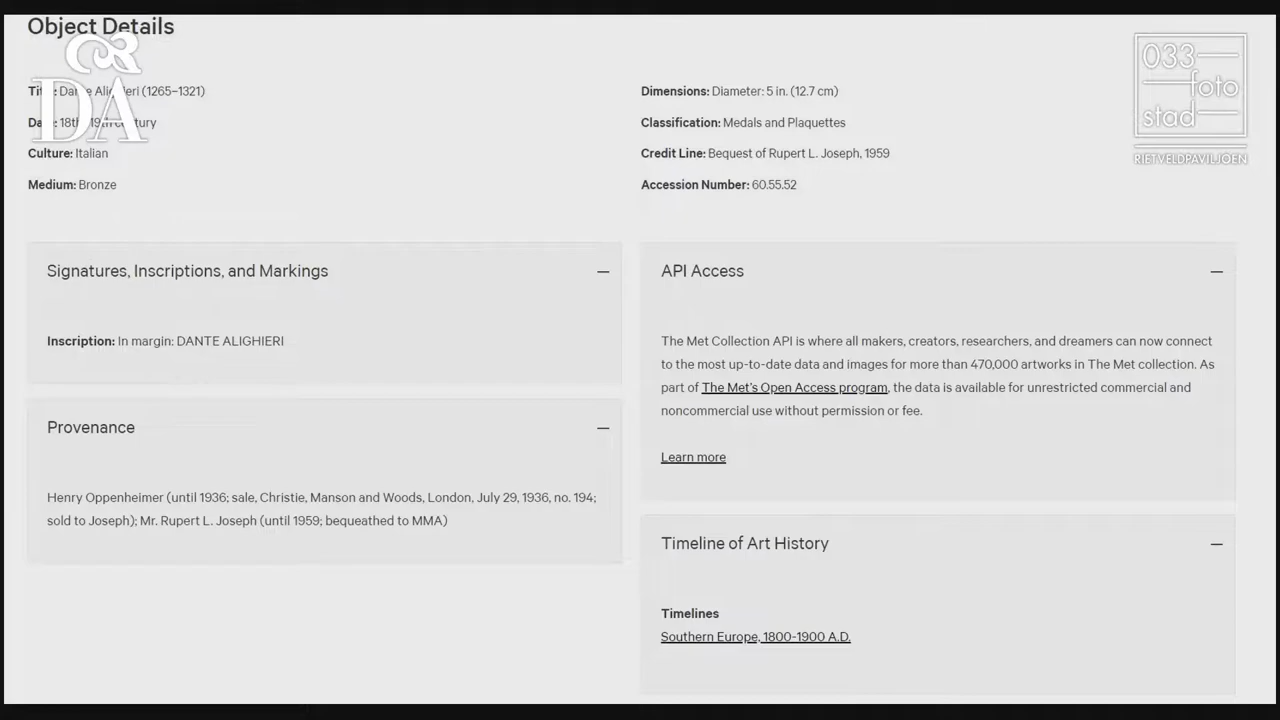 Object Details
DA
033
foto
stad
RIETVELDPAVILJOEN
Title: Dante Alighieri (1265–1321)
Date: 18th–19th century
Culture: Italian
Medium: Bronze
Dimensions: Diameter: 5 in. (12.7 cm)
Classification: Medals and Plaquettes
Credit Line: Bequest of Rupert L. Joseph, 1959
Accession Number: 60.55.52
Signatures, Inscriptions, and Markings
Inscription: In margin: DANTE ALIGHIERI
Provenance
Henry Oppenheimer (until 1936; sale, Christie, Manson and Woods, London, July 29, 1936, no. 194;
sold to Joseph); Mr. Rupert L. Joseph (until 1959; bequeathed to MMA)
API Access
The Met Collection API is where all makers, creators, researchers, and dreamers can now connect
to the most up-to-date data and images for more than 470,000 artworks in The Met collection. As
part of The Met's Open Access program, the data is available for unrestricted commercial and
noncommercial use without permission or fee.
Learn more
Timeline of Art History
Timelines
Southern Europe, 1800-1900 A.D.